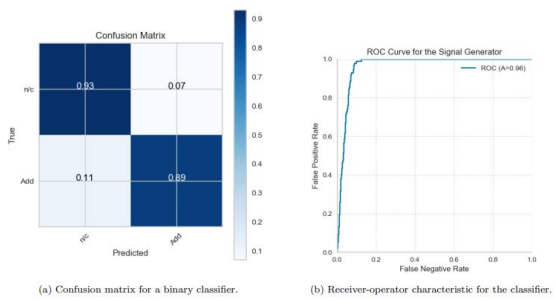 Confusion Matrix
n/c
Add
True
0.93
0.07
0.11
0.89
n/c
Add
Predicted
0.9
0.8
0.7
0.6
0.5
0.4
0.3
0.2
0.1
(a) Confusion matrix for a binary classifier.
ROC Curve for the Signal Generator
ROC (A=0.96)
False Positive Rate
1.0
0.8
0.6
0.4
0.2
0.0
0.0
0.2
0.4
0.6
0.8
1.0
False Negative Rate
(b) Receiver-operator characteristic for the classifier.